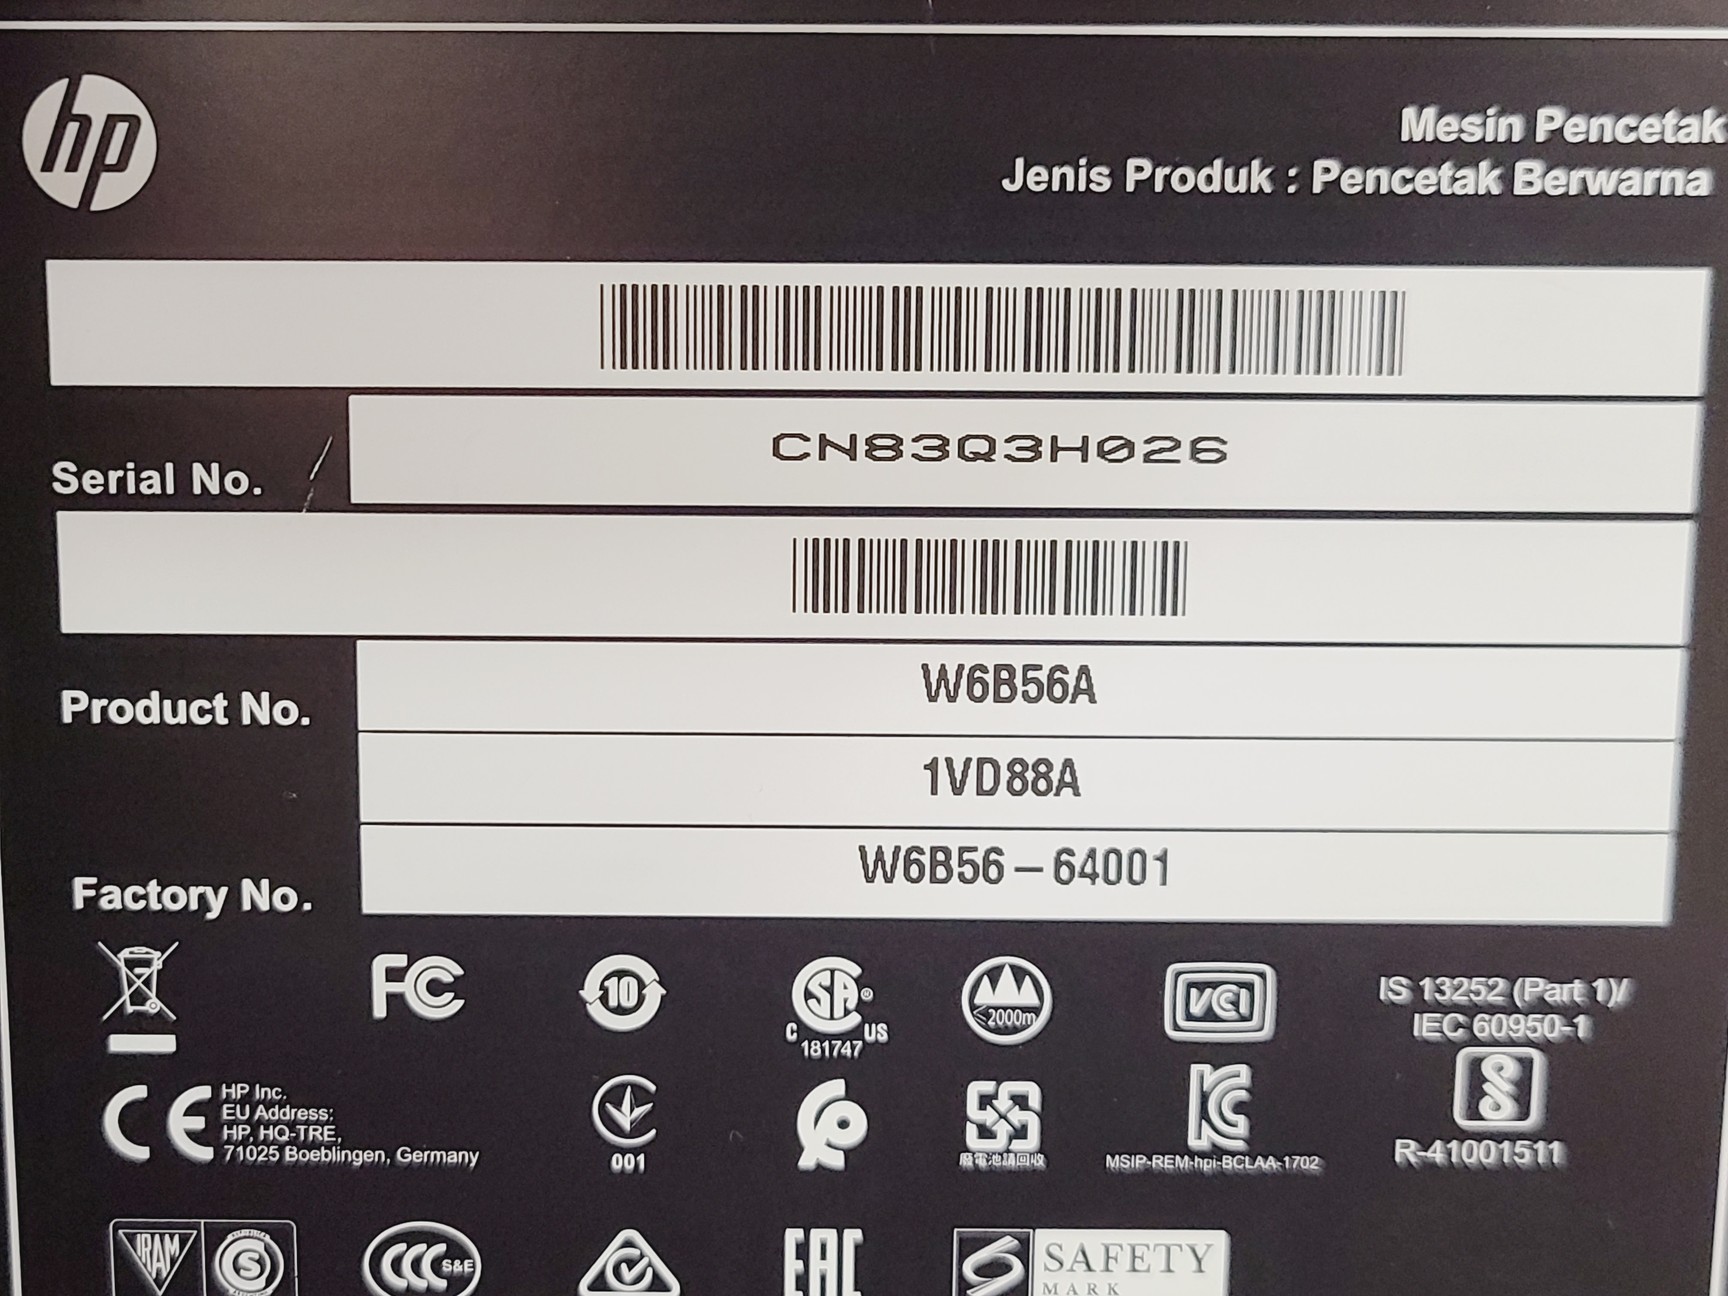 hp
Mesin Pencetak
Jenis Produk : Pencetak Berwarna
Serial No.
CN83Q3H026
Product No.
W6B56A
1VD88A
Factory No.
W6B56-64001
FC
10
SA
C US
181747
≤2000m
VCI
IS 13252 (Part 1)/
IEC 60950-1
CE
HP Inc.
EU Address:
HP, HQ-TRE,
71025 Boeblingen, Germany
001
廢電池請回收
MSIP-REM-hpi-BCLAA-1702
R-41001511
IRAM
S
CCC S&E
EAC
SAFETY
MARK